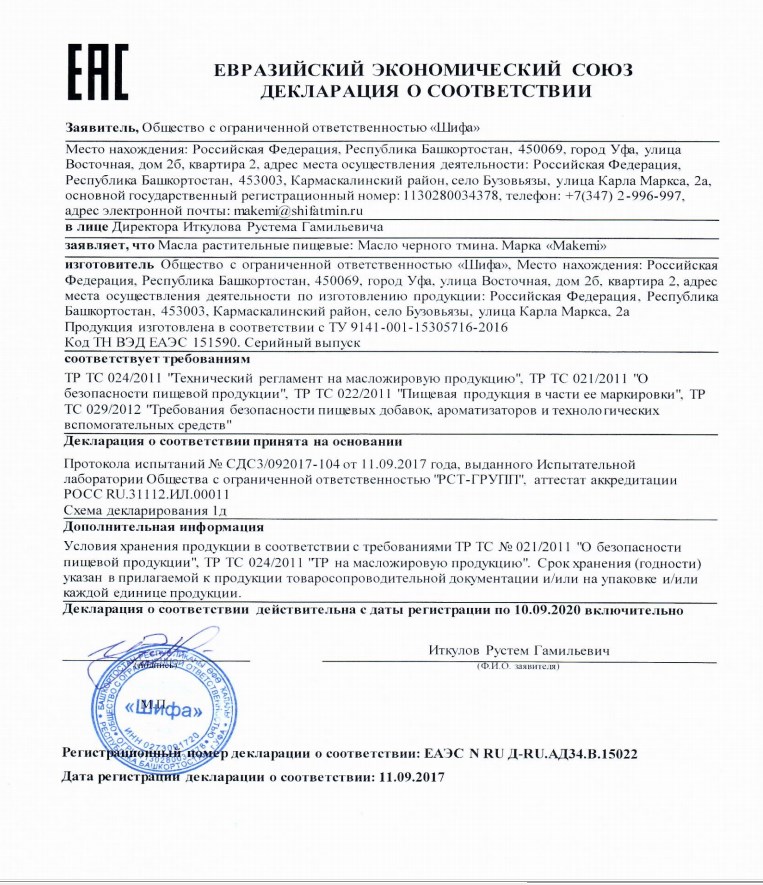 ЕАС
ЕВРАЗИЙСКИЙ ЭКОНОМИЧЕСКИЙ СОЮЗ
ДЕКЛАРАЦИЯ О СООТВЕТСТВИИ
Заявитель, Общество с ограниченной ответственностью «Шифа»
Место нахождения: Российская Федерация, Республика Башкортостан, 450069, город Уфа, улица
Восточная, дом 2б, квартира 2, адрес места осуществления деятельности: Российская Федерация,
Республика Башкортостан, 453003, Кармаскалинский район, село Бузовьязы, улица Карла Маркса, 2а,
основной государственный регистрационный номер: 1130280034378, телефон: +7(347) 2-996-997,
адрес электронной почты: makemi@shifatmin.ru
в лице Директора Иткулова Рустема Гамильевича
заявляет, что Масла растительные пищевые: Масло черного тмина. Марка «Makemi»
изготовитель Общество с ограниченной ответственностью «Шифа», Место нахождения: Российская
Федерация, Республика Башкортостан, 450069, город Уфа, улица Восточная, дом 2б, квартира 2, адрес
места осуществления деятельности по изготовлению продукции: Российская Федерация, Республика
Башкортостан, 453003, Кармаскалинский район, село Бузовьязы, улица Карла Маркса, 2а
Продукция изготовлена в соответствии с ТУ 9141-001-15305716-2016
Код ТН ВЭД ЕАЭС 151590. Серийный выпуск
соответствует требованиям
ТР ТС 024/2011 "Технический регламент на масложировую продукцию", ТР ТС 021/2011 "О
безопасности пищевой продукции", ТР ТС 022/2011 "Пищевая продукция в части ее маркировки", ТР
ТС 029/2012 "Требования безопасности пищевых добавок, ароматизаторов и технологических
вспомогательных средств"
Декларация о соответствии принята на основании
Протокола испытаний № СДС3/092017-104 от 11.09.2017 года, выданного Испытательной
лаборатории Общества с ограниченной ответственностью "РСТ-ГРУПП", аттестат аккредитации
РОСС RU.31112.ИЛ.00011
Схема декларирования 1д
Дополнительная информация
Условия хранения продукции в соответствии с требованиями ТР ТС № 021/2011 "О безопасности
пищевой продукции", ТР ТС 024/2011 "ТР на масложировую продукцию". Срок хранения (годности)
указан в прилагаемой к продукции товаросопроводительной документации и/или на упаковке и/или
каждой единице продукции.
Декларация о соответствии действительна с даты регистрации по 10.09.2020 включительно
Иткулов Рустем Гамильевич
(подпись)
(Ф.И.О. заявителя)
М.П.
«Шифа»
ИНН 0273091720
РЕСПУБЛИКА БАШКОРТОСТАН
Регистрационный номер декларации о соответствии: ЕАЭС N RU Д-RU.АД34.В.15022
Дата регистрации декларации о соответствии: 11.09.2017